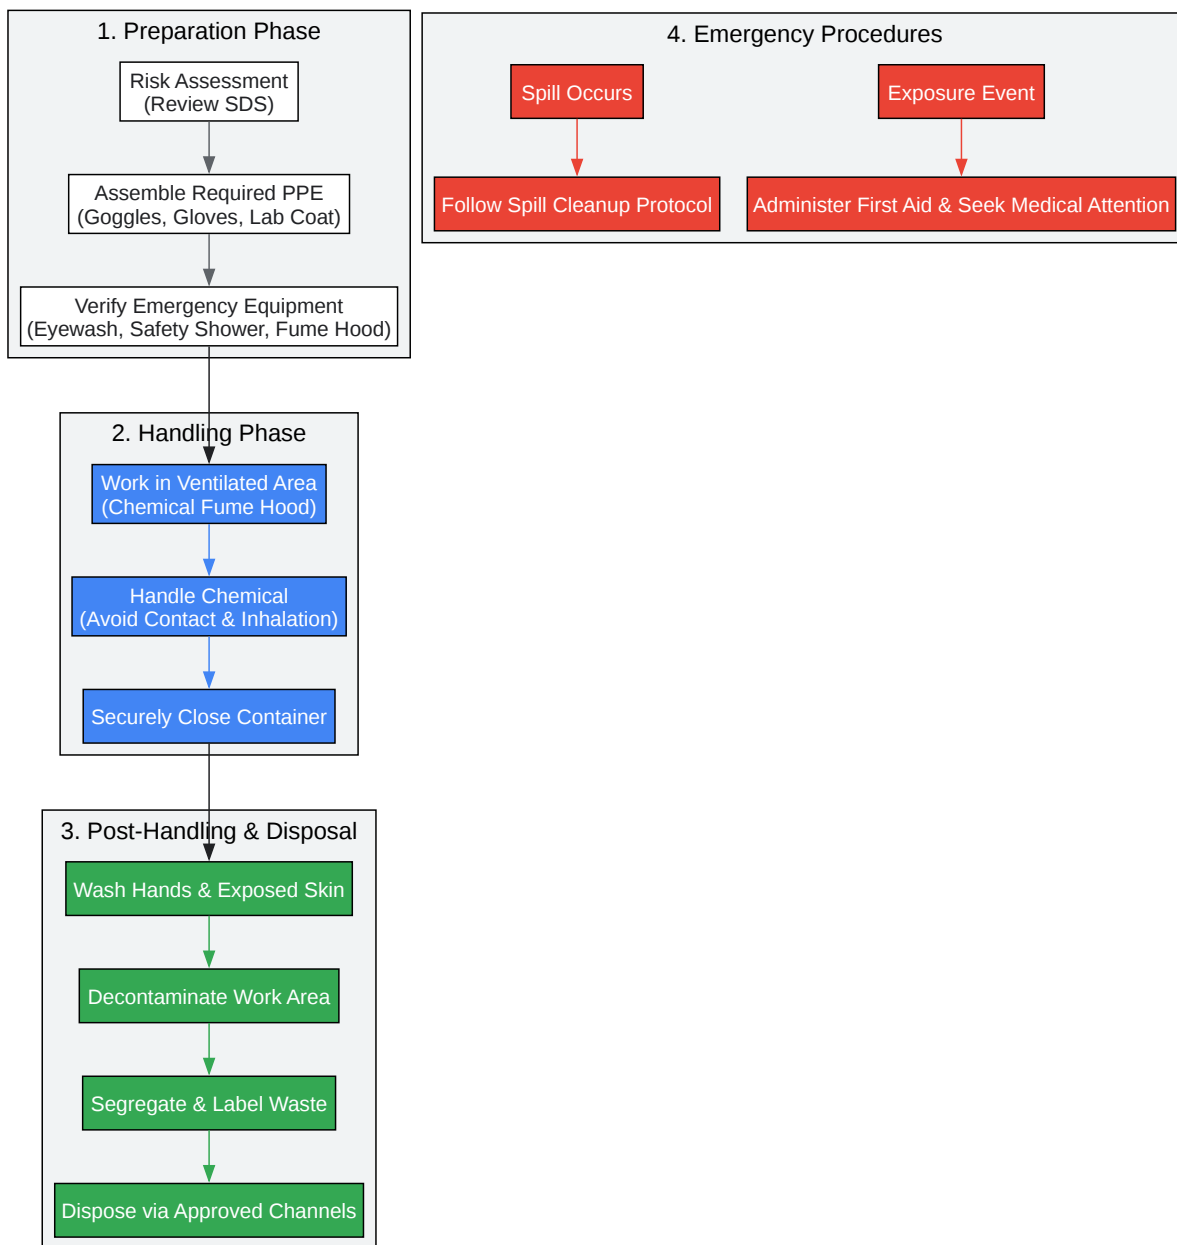 1. Preparation Phase
Risk Assessment
(Review SDS)
Assemble Required PPE
(Goggles, Gloves, Lab Coat)
Verify Emergency Equipment
(Eyewash, Safety Shower, Fume Hood)
2. Handling Phase
Work in Ventilated Area
(Chemical Fume Hood)
Handle Chemical
(Avoid Contact & Inhalation)
Securely Close Container
3. Post-Handling & Disposal
Wash Hands & Exposed Skin
Decontaminate Work Area
Segregate & Label Waste
Dispose via Approved Channels
4. Emergency Procedures
Spill Occurs
Follow Spill Cleanup Protocol
Exposure Event
Administer First Aid & Seek Medical Attention